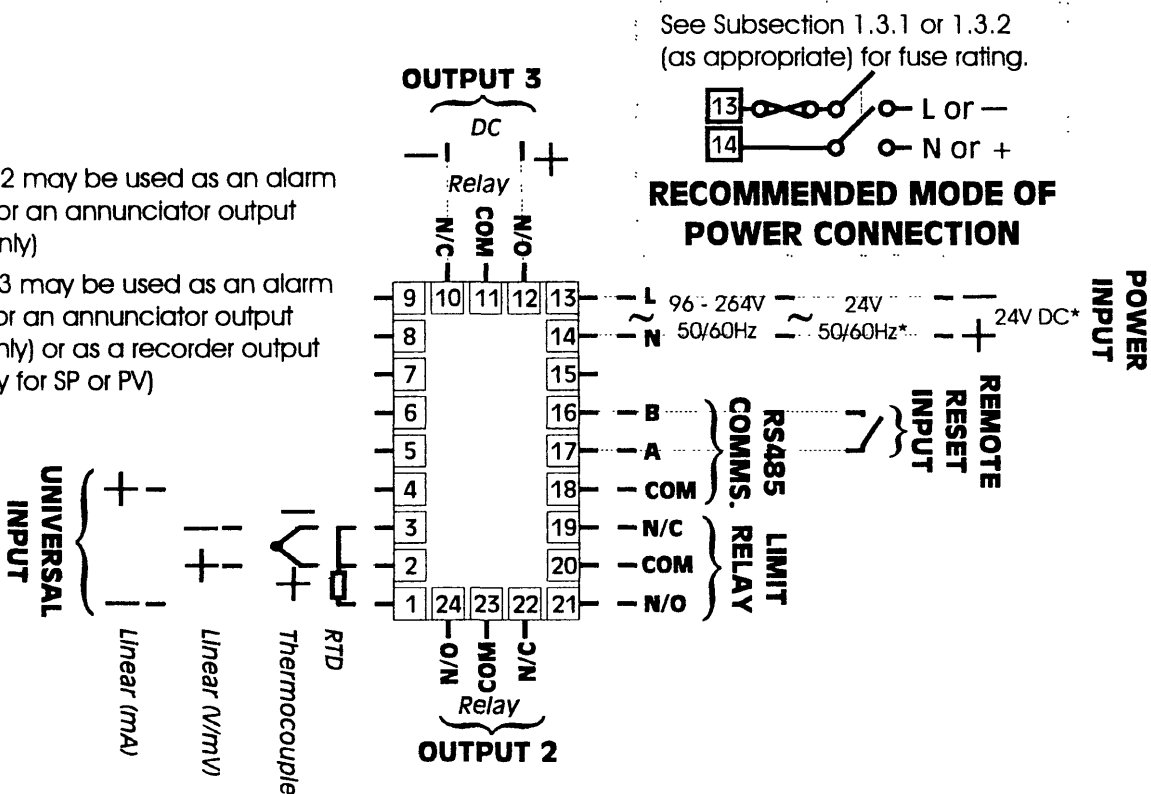 See Subsection 1.3.1 or 1.3.2
(as appropriate) for fuse rating.
13 L or —
14 N or +
RECOMMENDED MODE OF
POWER CONNECTION
OUTPUT 3
DC
— +
Relay
N/C COM N/O
2 may be used as an alarm
or an annunciator output
nly)
3 may be used as an alarm
or an annunciator output
nly) or as a recorder output
y for SP or PV)
9 10 11 12 13
8 14
7 15
6 16
5 17
4 18
3 19
2 20
1 24 23 22 21
L 96 - 264V 24V — 24V DC*
N ~ 50/60Hz ~ 50/60Hz* +
POWER
INPUT
B
A
COM
RS485
COMMS.
REMOTE
RESET
INPUT
N/C
COM
N/O
LIMIT
RELAY
UNIVERSAL
INPUT
+ —
— +
— +
Linear (mA)
Linear (V/mV)
Thermocouple
RTD
N/O COM N/C
Relay
OUTPUT 2